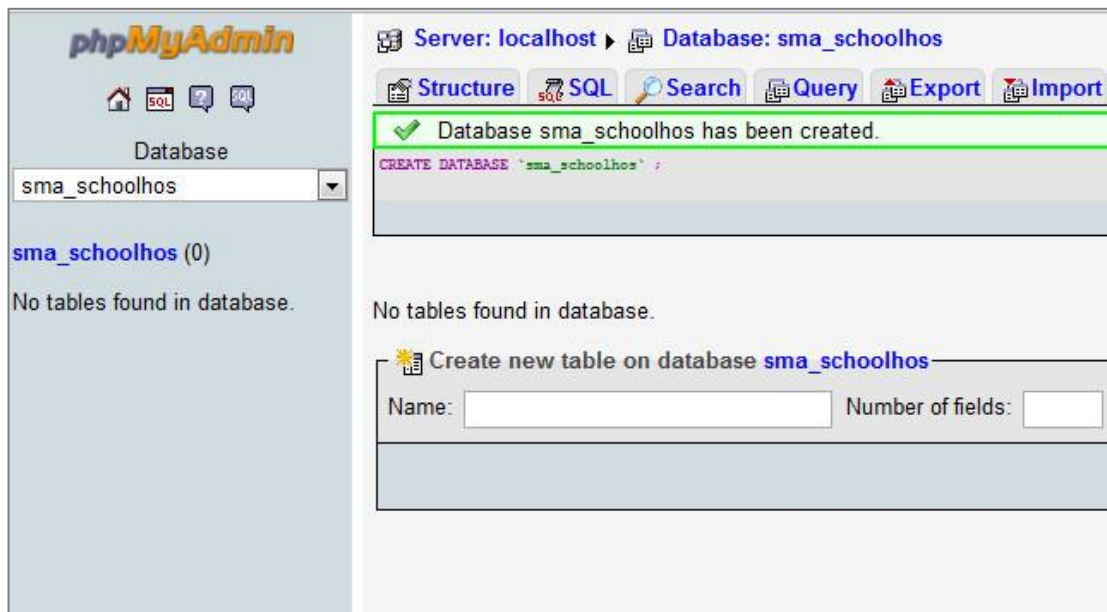 phpMyAdmin
SQL ? SQL
Database
sma_schoolhos
sma_schoolhos (0)
No tables found in database.
Server: localhost ▸ Database: sma_schoolhos
Structure SQL Search Query Export Import
Database sma_schoolhos has been created.
CREATE DATABASE `sma_schoolhos` ;
No tables found in database.
Create new table on database sma_schoolhos
Name: Number of fields: